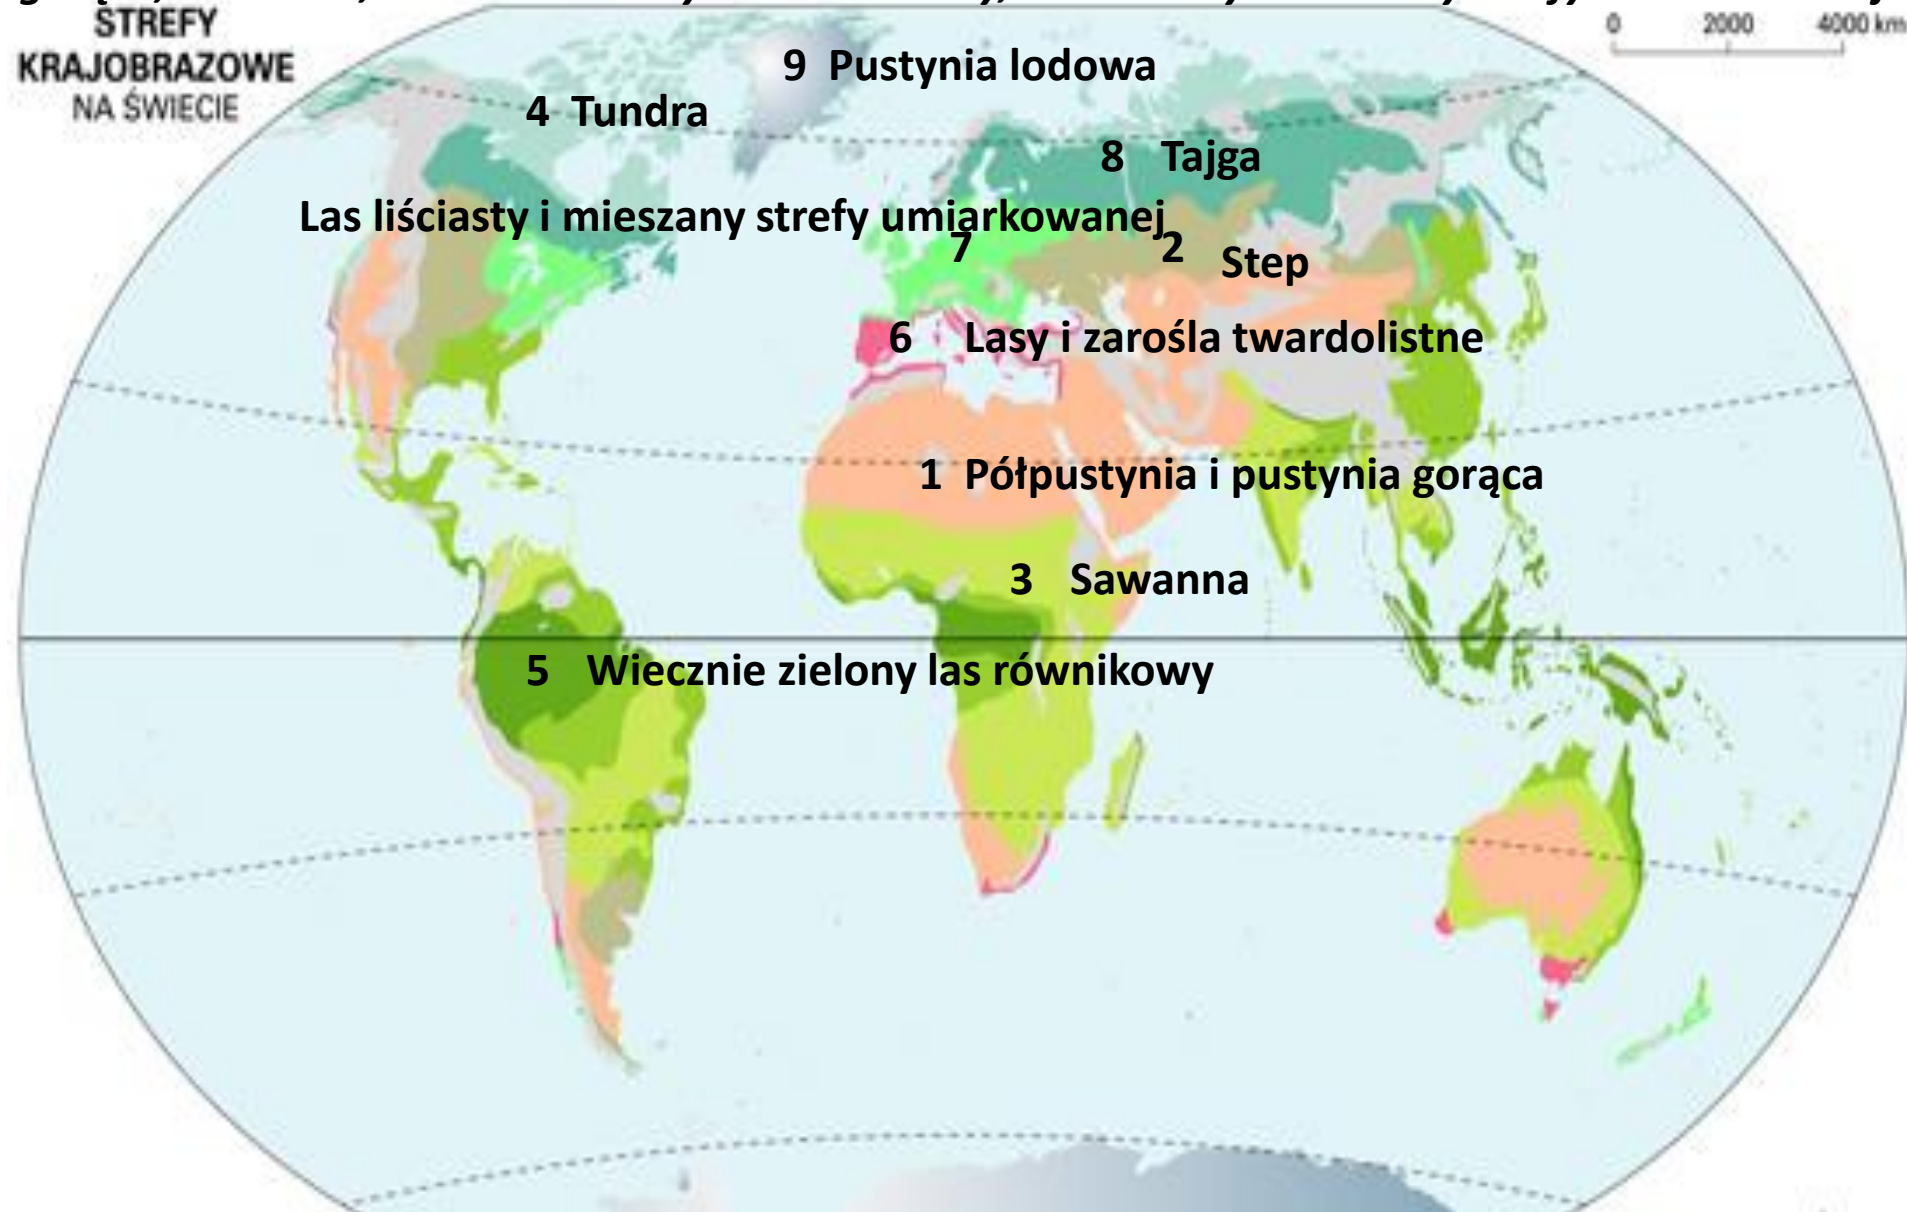 STREFY
KRAJOBRAZOWE
NA ŚWIECIE
0 2000 4000 km
9 Pustynia lodowa
4 Tundra
8 Tajga
Las liściasty i mieszany strefy umiarkowanej
7
2 Step
6 Lasy i zarośla twardolistne
1 Półpustynia i pustynia gorąca
3 Sawanna
5 Wiecznie zielony las równikowy